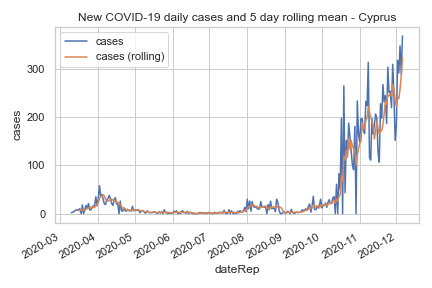 New COVID-19 daily cases and 5 day rolling mean - Cyprus
cases
cases (rolling)
300
200
100
0
cases
2020-03
2020-04
2020-05
2020-06
2020-07
2020-08
2020-09
2020-10
2020-11
2020-12
dateRep